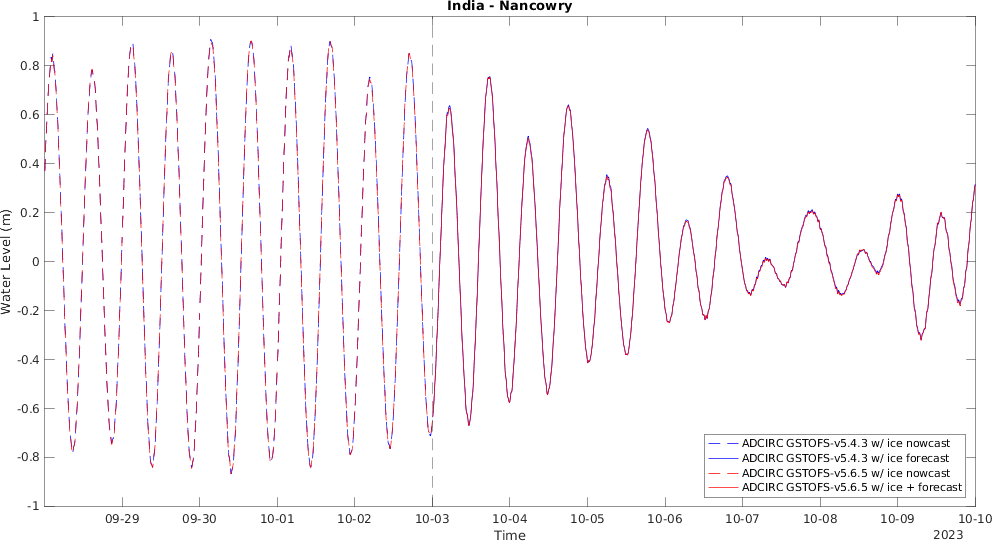 India - Nancowry
Water Level (m)
1
0.8
0.6
0.4
0.2
0
-0.2
-0.4
-0.6
-0.8
-1
ADCIRC GSTOFS-v5.4.3 w/ ice nowcast
ADCIRC GSTOFS-v5.4.3 w/ ice forecast
ADCIRC GSTOFS-v5.6.5 w/ ice nowcast
ADCIRC GSTOFS-v5.6.5 w/ ice + forecast
09-29 09-30 10-01 10-02 10-03 10-04 10-05 10-06 10-07 10-08 10-09 10-10
Time
2023